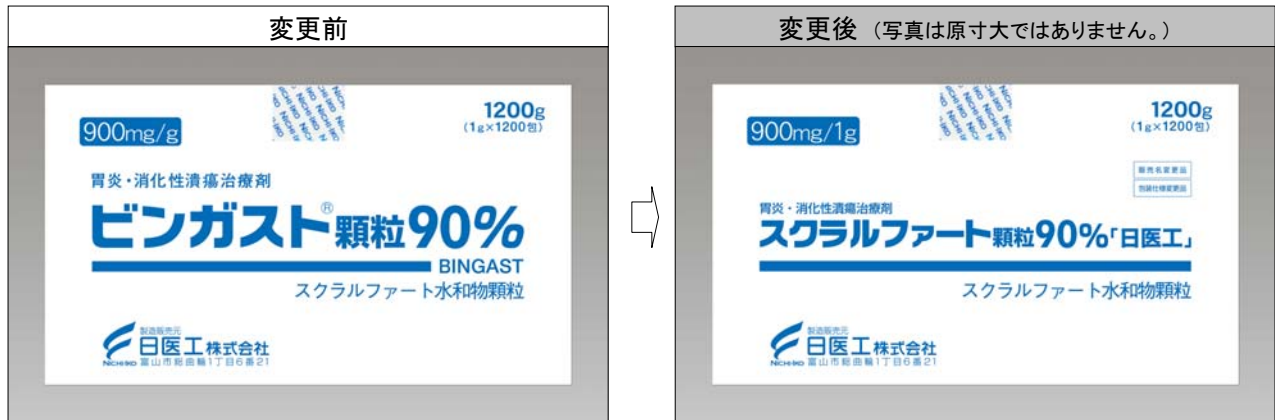 変更前
900mg/g
1200g
(1g×1200包)
胃炎・消化性潰瘍治療剤
ビンガスト®顆粒90%
BINGAST
スクラルファート水和物顆粒
製造販売元
日医工株式会社
NICHI-IKO 富山市総曲輪1丁目6番21
変更後 (写真は原寸大ではありません。)
900mg/1g
1200g
(1g×1200包)
販売名変更品
包装仕様変更品
胃炎・消化性潰瘍治療剤
スクラルファート顆粒90%「日医工」
スクラルファート水和物顆粒
製造販売元
日医工株式会社
NICHI-IKO 富山市総曲輪1丁目6番21